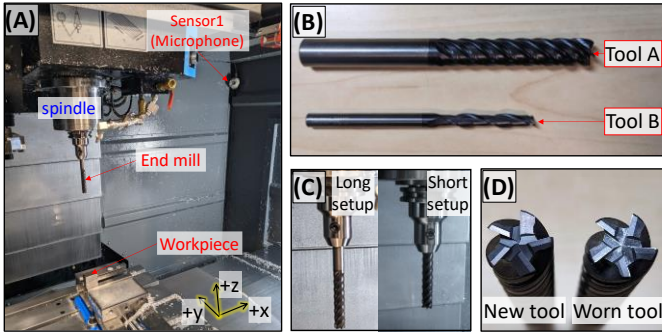 (A)
Sensor1
(Microphone)
spindle
End mill
Workpiece
+z
+y
+x
(B)
Tool A
Tool B
(C)
Long
setup
Short
setup
(D)
New tool
Worn tool